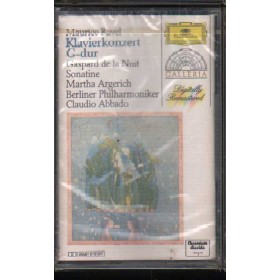 Maurice Ravel
Klavierkonzert
G-dur
Gaspard de la Nuit
Sonatine
Martha Argerich
Berliner Philharmoniker
Claudio Abbado
GALLERIA
Digitally
Remastered